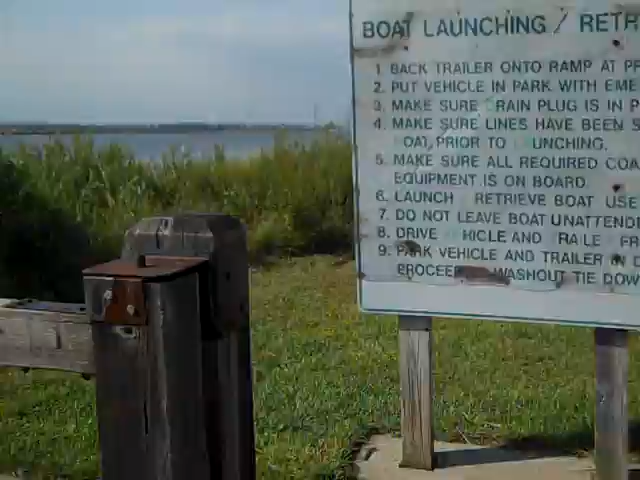 BOAT LAUNCHING / RETR
1. BACK TRAILER ONTO RAMP AT PR
2. PUT VEHICLE IN PARK WITH EME
3. MAKE SURE RAIN PLUG IS IN P
4. MAKE SURE LINES HAVE BEEN S
OAT, PRIOR TO UNCHING.
5. MAKE SURE ALL REQUIRED COA
EQUIPMENT IS ON BOARD.
6. LAUNCH RETRIEVE BOAT USE
7. DO NOT LEAVE BOAT UNATTENDE
8. DRIVE HICLE AND RAILE FR
9. PARK VEHICLE AND TRAILER IN D
PROCEE WASHOUT TIE DOW